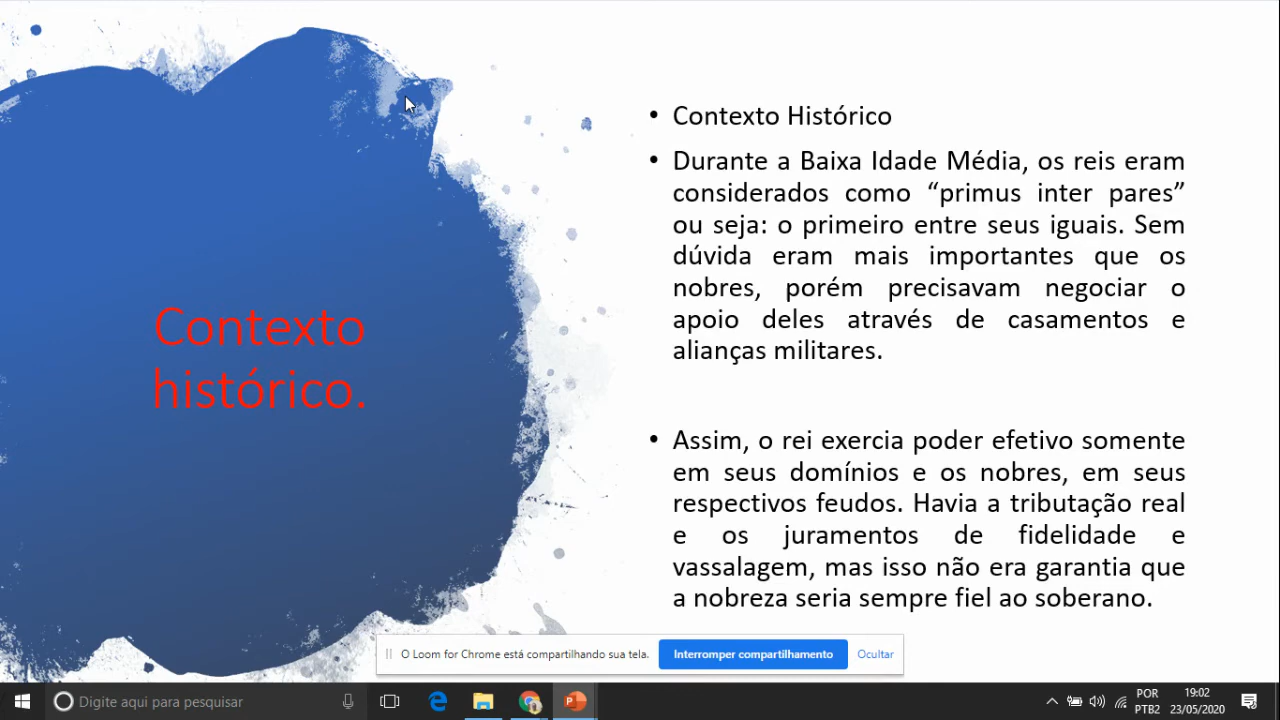 Contexto
histórico.
• Contexto Histórico
• Durante a Baixa Idade Média, os reis eram
considerados como “primus inter pares”
ou seja: o primeiro entre seus iguais. Sem
dúvida eram mais importantes que os
nobres, porém precisavam negociar o
apoio deles através de casamentos e
alianças militares.
• Assim, o rei exercia poder efetivo somente
em seus domínios e os nobres, em seus
respectivos feudos. Havia a tributação real
e os juramentos de fidelidade e
vassalagem, mas isso não era garantia que
a nobreza seria sempre fiel ao soberano.
O Loom for Chrome está compartilhando sua tela.
Interromper compartilhamento
Ocultar
Digite aqui para pesquisar
POR
PTB2
19:02
23/05/2020